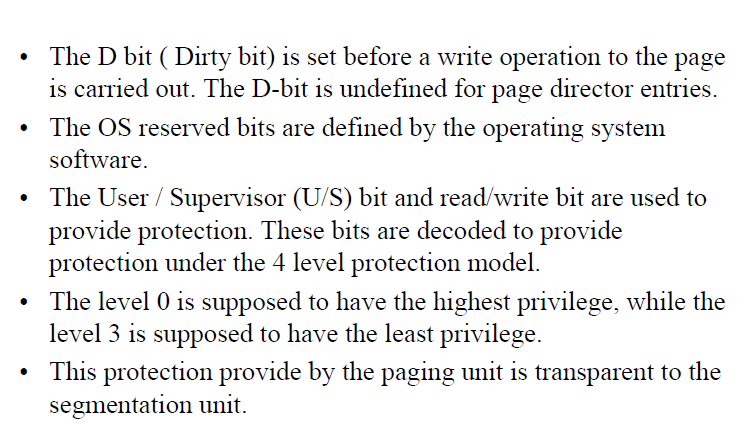 • The D bit ( Dirty bit) is set before a write operation to the page
is carried out. The D-bit is undefined for page director entries.
• The OS reserved bits are defined by the operating system
software.
• The User / Supervisor (U/S) bit and read/write bit are used to
provide protection. These bits are decoded to provide
protection under the 4 level protection model.
• The level 0 is supposed to have the highest privilege, while the
level 3 is supposed to have the least privilege.
• This protection provide by the paging unit is transparent to the
segmentation unit.